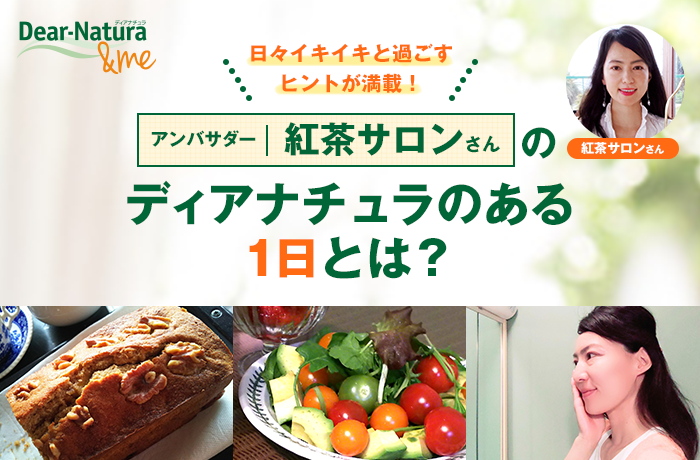 ディアナチュラ
Dear-Natura
&me
日々イキイキと過ごす
ヒントが満載！
アンバサダー 紅茶サロンさん の
紅茶サロンさん
ディアナチュラのある
1日とは？